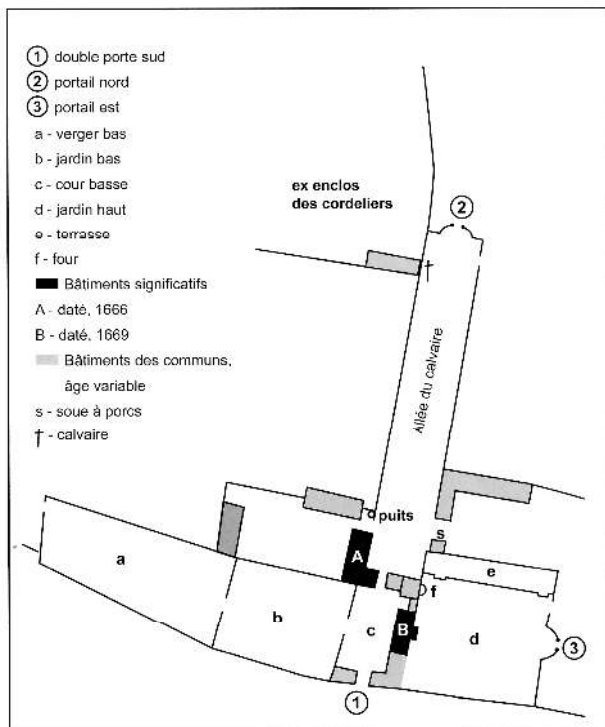 1 double porte sud
2 portail nord
3 portail est
a - verger bas
b - jardin bas
c - cour basse
d - jardin haut
e - terrasse
f - four
Bâtiments significatifs
A - daté, 1666
B - daté, 1669
Bâtiments des communs,
âge variable
s - soue à porcs
† - calvaire
ex enclos
des cordeliers
2
†
Allée du calvaire
puits
s
A
e
a
f
b
c
B
d
3
1